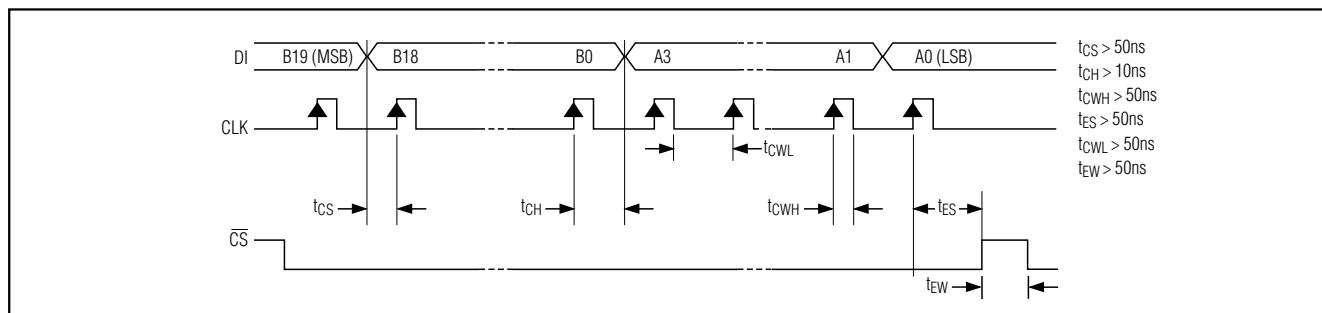 DI B19 (MSB) B18 B0 A3 A1 A0 (LSB)
CLK
tCWL
tCS tCH tCWH tES
CS
tEW
tCS > 50ns
tCH > 10ns
tCWH > 50ns
tES > 50ns
tCWL > 50ns
tEW > 50ns